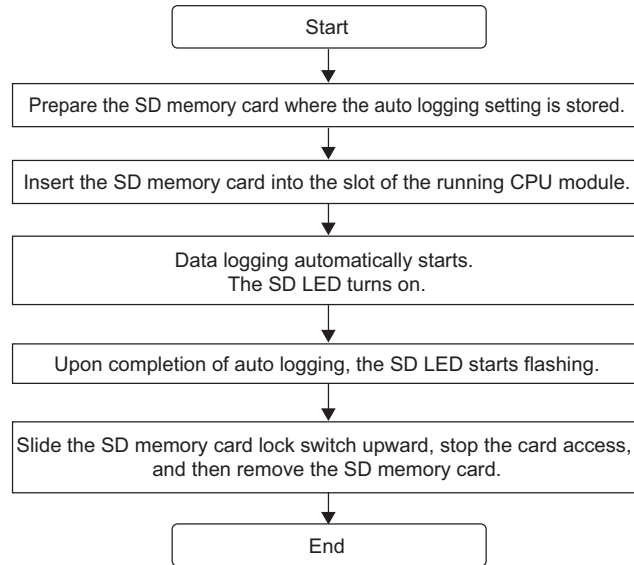 Start
Prepare the SD memory card where the auto logging setting is stored.
Insert the SD memory card into the slot of the running CPU module.
Data logging automatically starts.
The SD LED turns on.
Upon completion of auto logging, the SD LED starts flashing.
Slide the SD memory card lock switch upward, stop the card access,
and then remove the SD memory card.
End